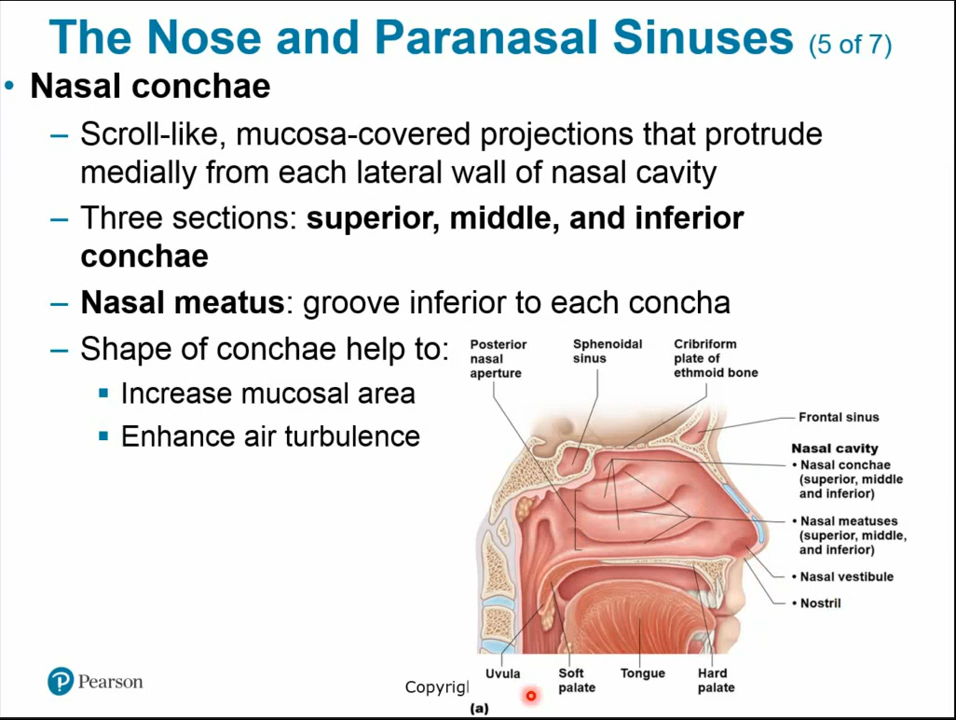 The Nose and Paranasal Sinuses (5 of 7)
• Nasal conchae
– Scroll-like, mucosa-covered projections that protrude
medially from each lateral wall of nasal cavity
– Three sections: superior, middle, and inferior
conchae
– Nasal meatus: groove inferior to each concha
– Shape of conchae help to:
▪ Increase mucosal area
▪ Enhance air turbulence
Posterior
nasal
aperture
Sphenoidal
sinus
Cribriform
plate of
ethmoid bone
Frontal sinus
Nasal cavity
• Nasal conchae
(superior, middle
and inferior)
• Nasal meatuses
(superior, middle,
and inferior)
• Nasal vestibule
• Nostril
Uvula
Soft
palate
Tongue
Hard
palate
P Pearson
Copyrigl
(a)